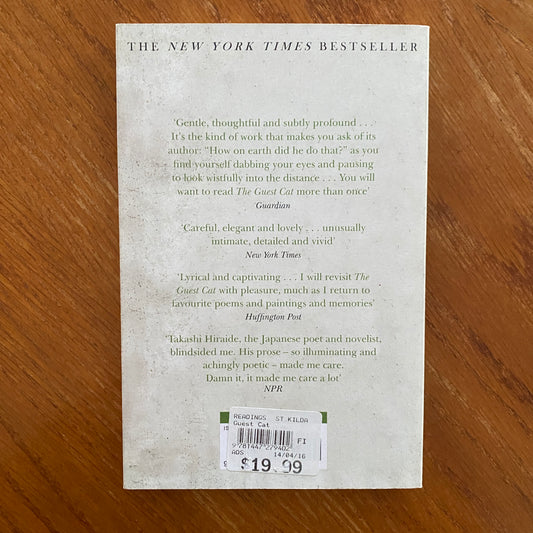 THE NEW YORK TIMES BESTSELLER
‘Gentle, thoughtful and subtly profound . . .
It’s the kind of work that makes you ask of its
author: “How on earth did he do that?” as you
find yourself dabbing your eyes and pausing
to look wistfully into the distance . . . You will
want to read The Guest Cat more than once’
Guardian
‘Careful, elegant and lovely . . . unusually
intimate, detailed and vivid’
New York Times
‘Lyrical and captivating . . . I will revisit The
Guest Cat with pleasure, much as I return to
favourite poems and paintings and memories’
Huffington Post
‘Takashi Hiraide, the Japanese poet and novelist,
blindsided me. His prose – so illuminating and
achingly poetic – made me care.
Damn it, it made me care a lot’
NPR
READINGS ST KILDA
Guest Cat
FI
9 781447 279402
ADS 14/04/16
$19.99